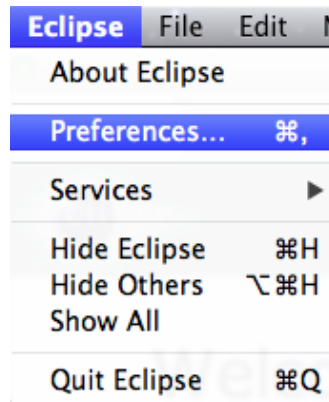 Eclipse File Edit
About Eclipse
Preferences... ⌘,
Services ▶
Hide Eclipse ⌘H
Hide Others ⌥⌘H
Show All
Quit Eclipse ⌘Q